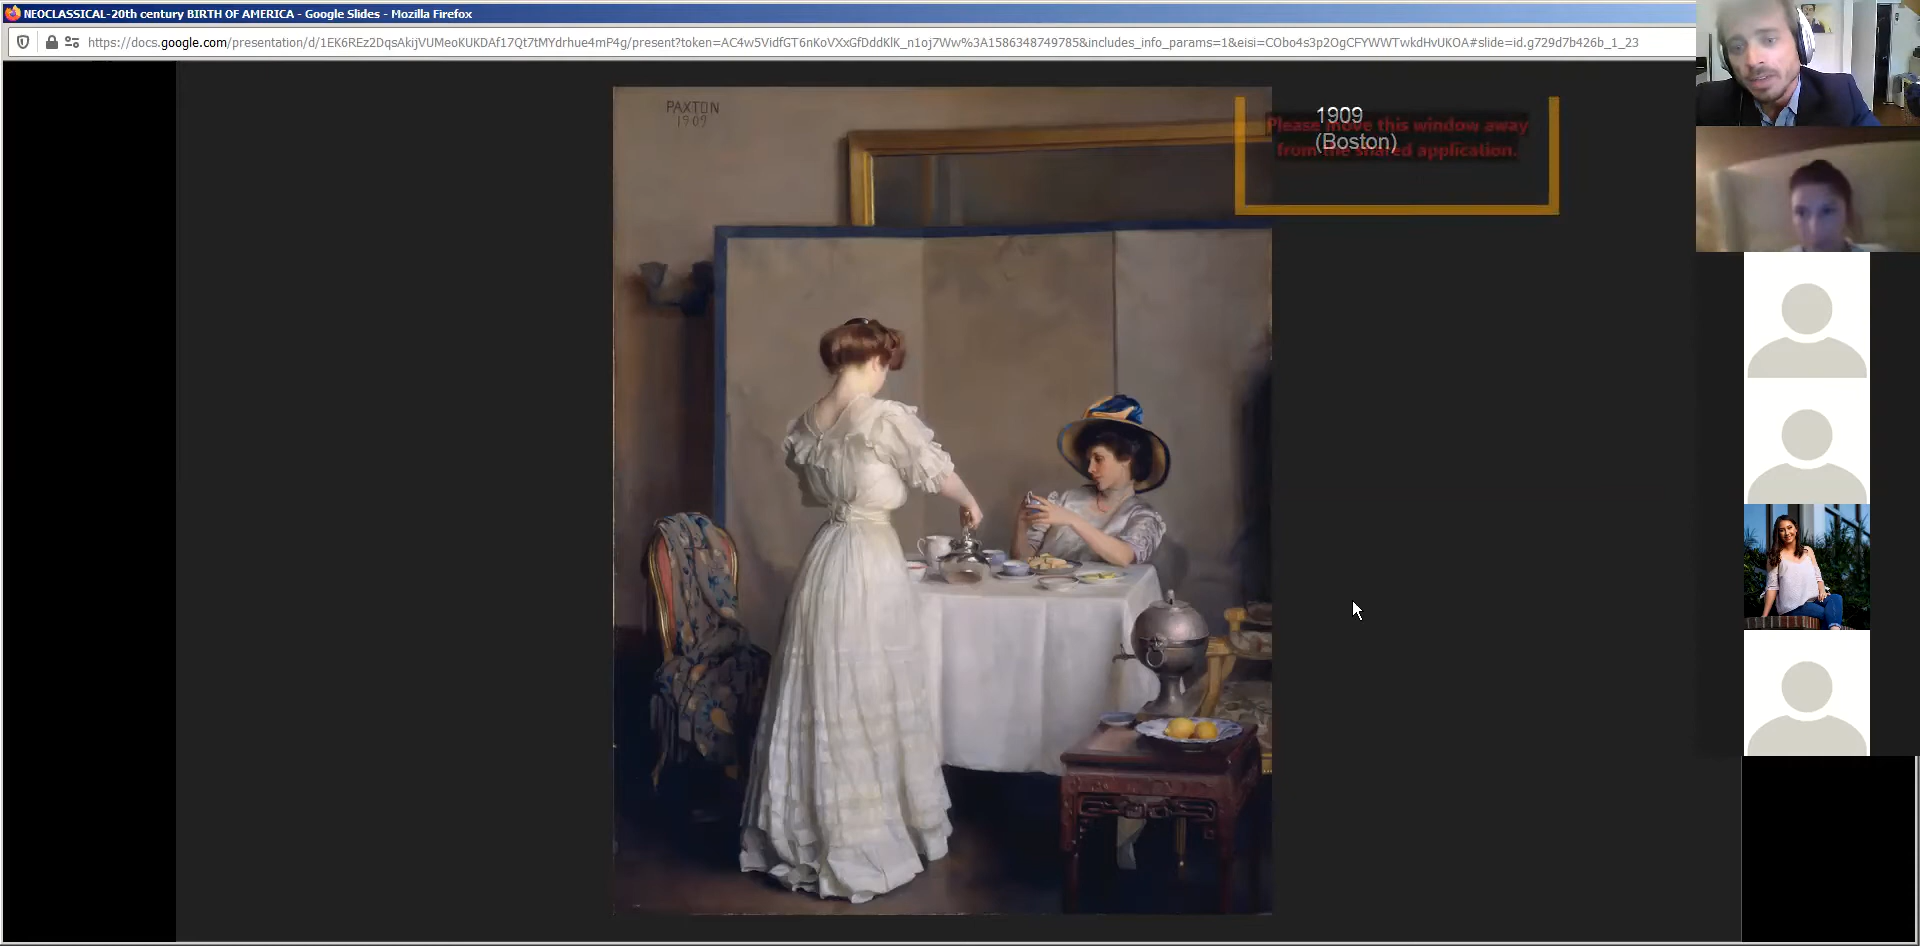 NEOCLASSICAL-20th century BIRTH OF AMERICA - Google Slides - Mozilla Firefox
https://docs.google.com/presentation/d/1EK6REz2DqsAkijVUMeoKUKDAf17Qt7tMYdrhue4mP4g/present?token=AC4w5VidfGT6nKoVXxGfDddKlK_n1oj7Ww%3A1586348749785&includes_info_params=1&eisi=CObo4s3p2OgCFYWWTwkdHvUKOA#slide=id.g729d7b426b_1_23
PAXTON
1909
1909
(Boston)
Please move this window away
from the shared application.